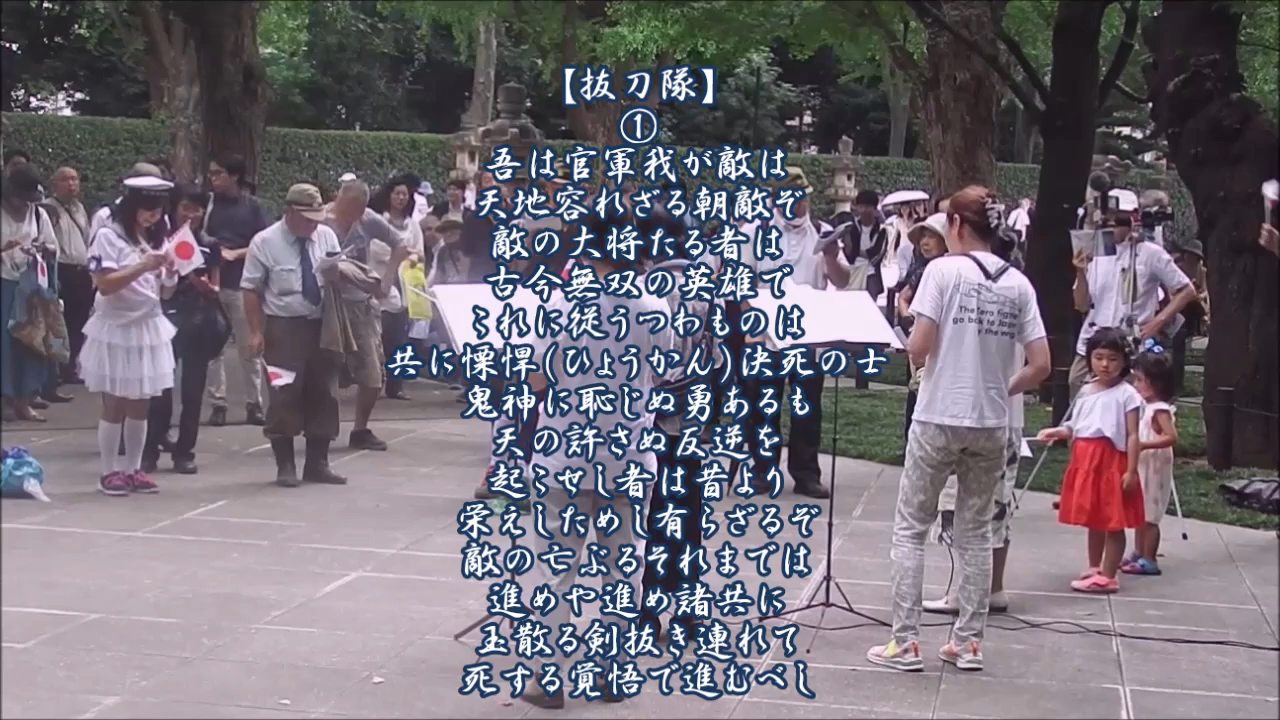 【抜刀隊】
①
吾は官軍我が敵は
天地容れざる朝敵ぞ
敵の大将たる者は
古今無双の英雄で
これに従うつわものは
共に慓悍(ひょうかん)決死の士
鬼神に恥じぬ勇あるも
天の許さぬ反逆を
起こせし者は昔より
栄えしためし有らざるぞ
敵の亡ぶるそれまでは
進めや進め諸共に
玉散る剣抜き連れて
死する覚悟で進むべし
The Zero Fighter
go back to Japan